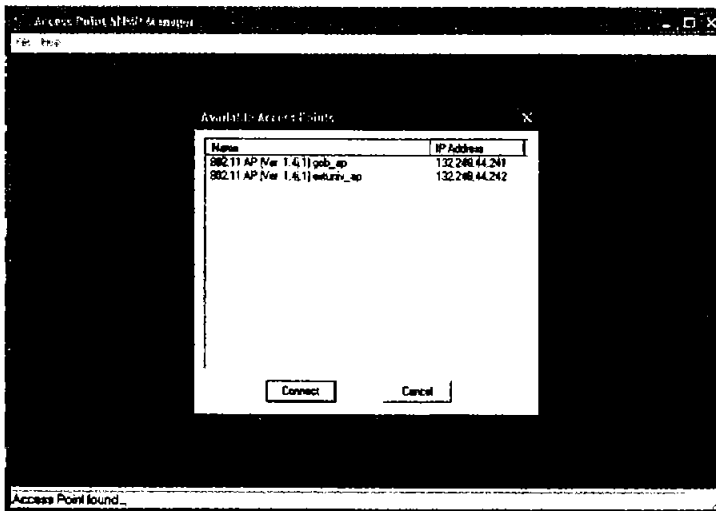 Access Point SNMP Manager
File Help
Available Access Points
Name IP Address
802.11 AP (Ver. 1.4j.1) gob_ap 132.248.44.241
802.11 AP (Ver. 1.4j.1) extuniv_ap 132.248.44.242
Connect Cancel
Access Point found...